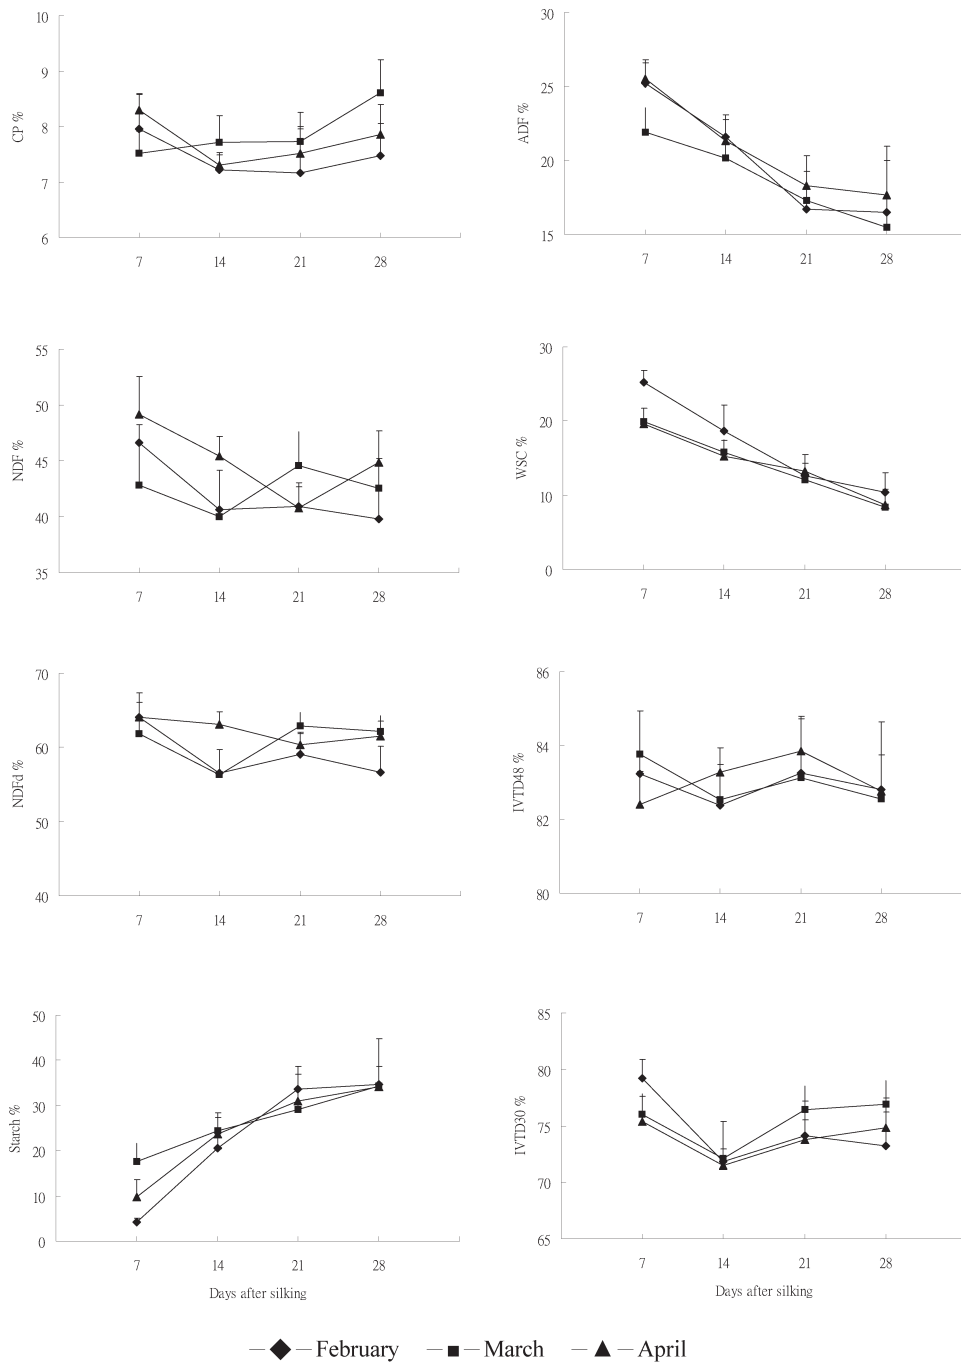 10
9
8
7
6
CP %
7 14 21 28
30
25
20
15
ADF %
7 14 21 28
55
50
45
40
35
NDF %
7 14 21 28
30
20
10
0
WSC %
7 14 21 28
70
60
50
40
NDFd %
7 14 21 28
86
84
82
80
IVTD48 %
7 14 21 28
50
40
30
20
10
0
Starch %
7 14 21 28
Days after silking
85
80
75
70
65
IVTD30 %
7 14 21 28
Days after silking
February March April